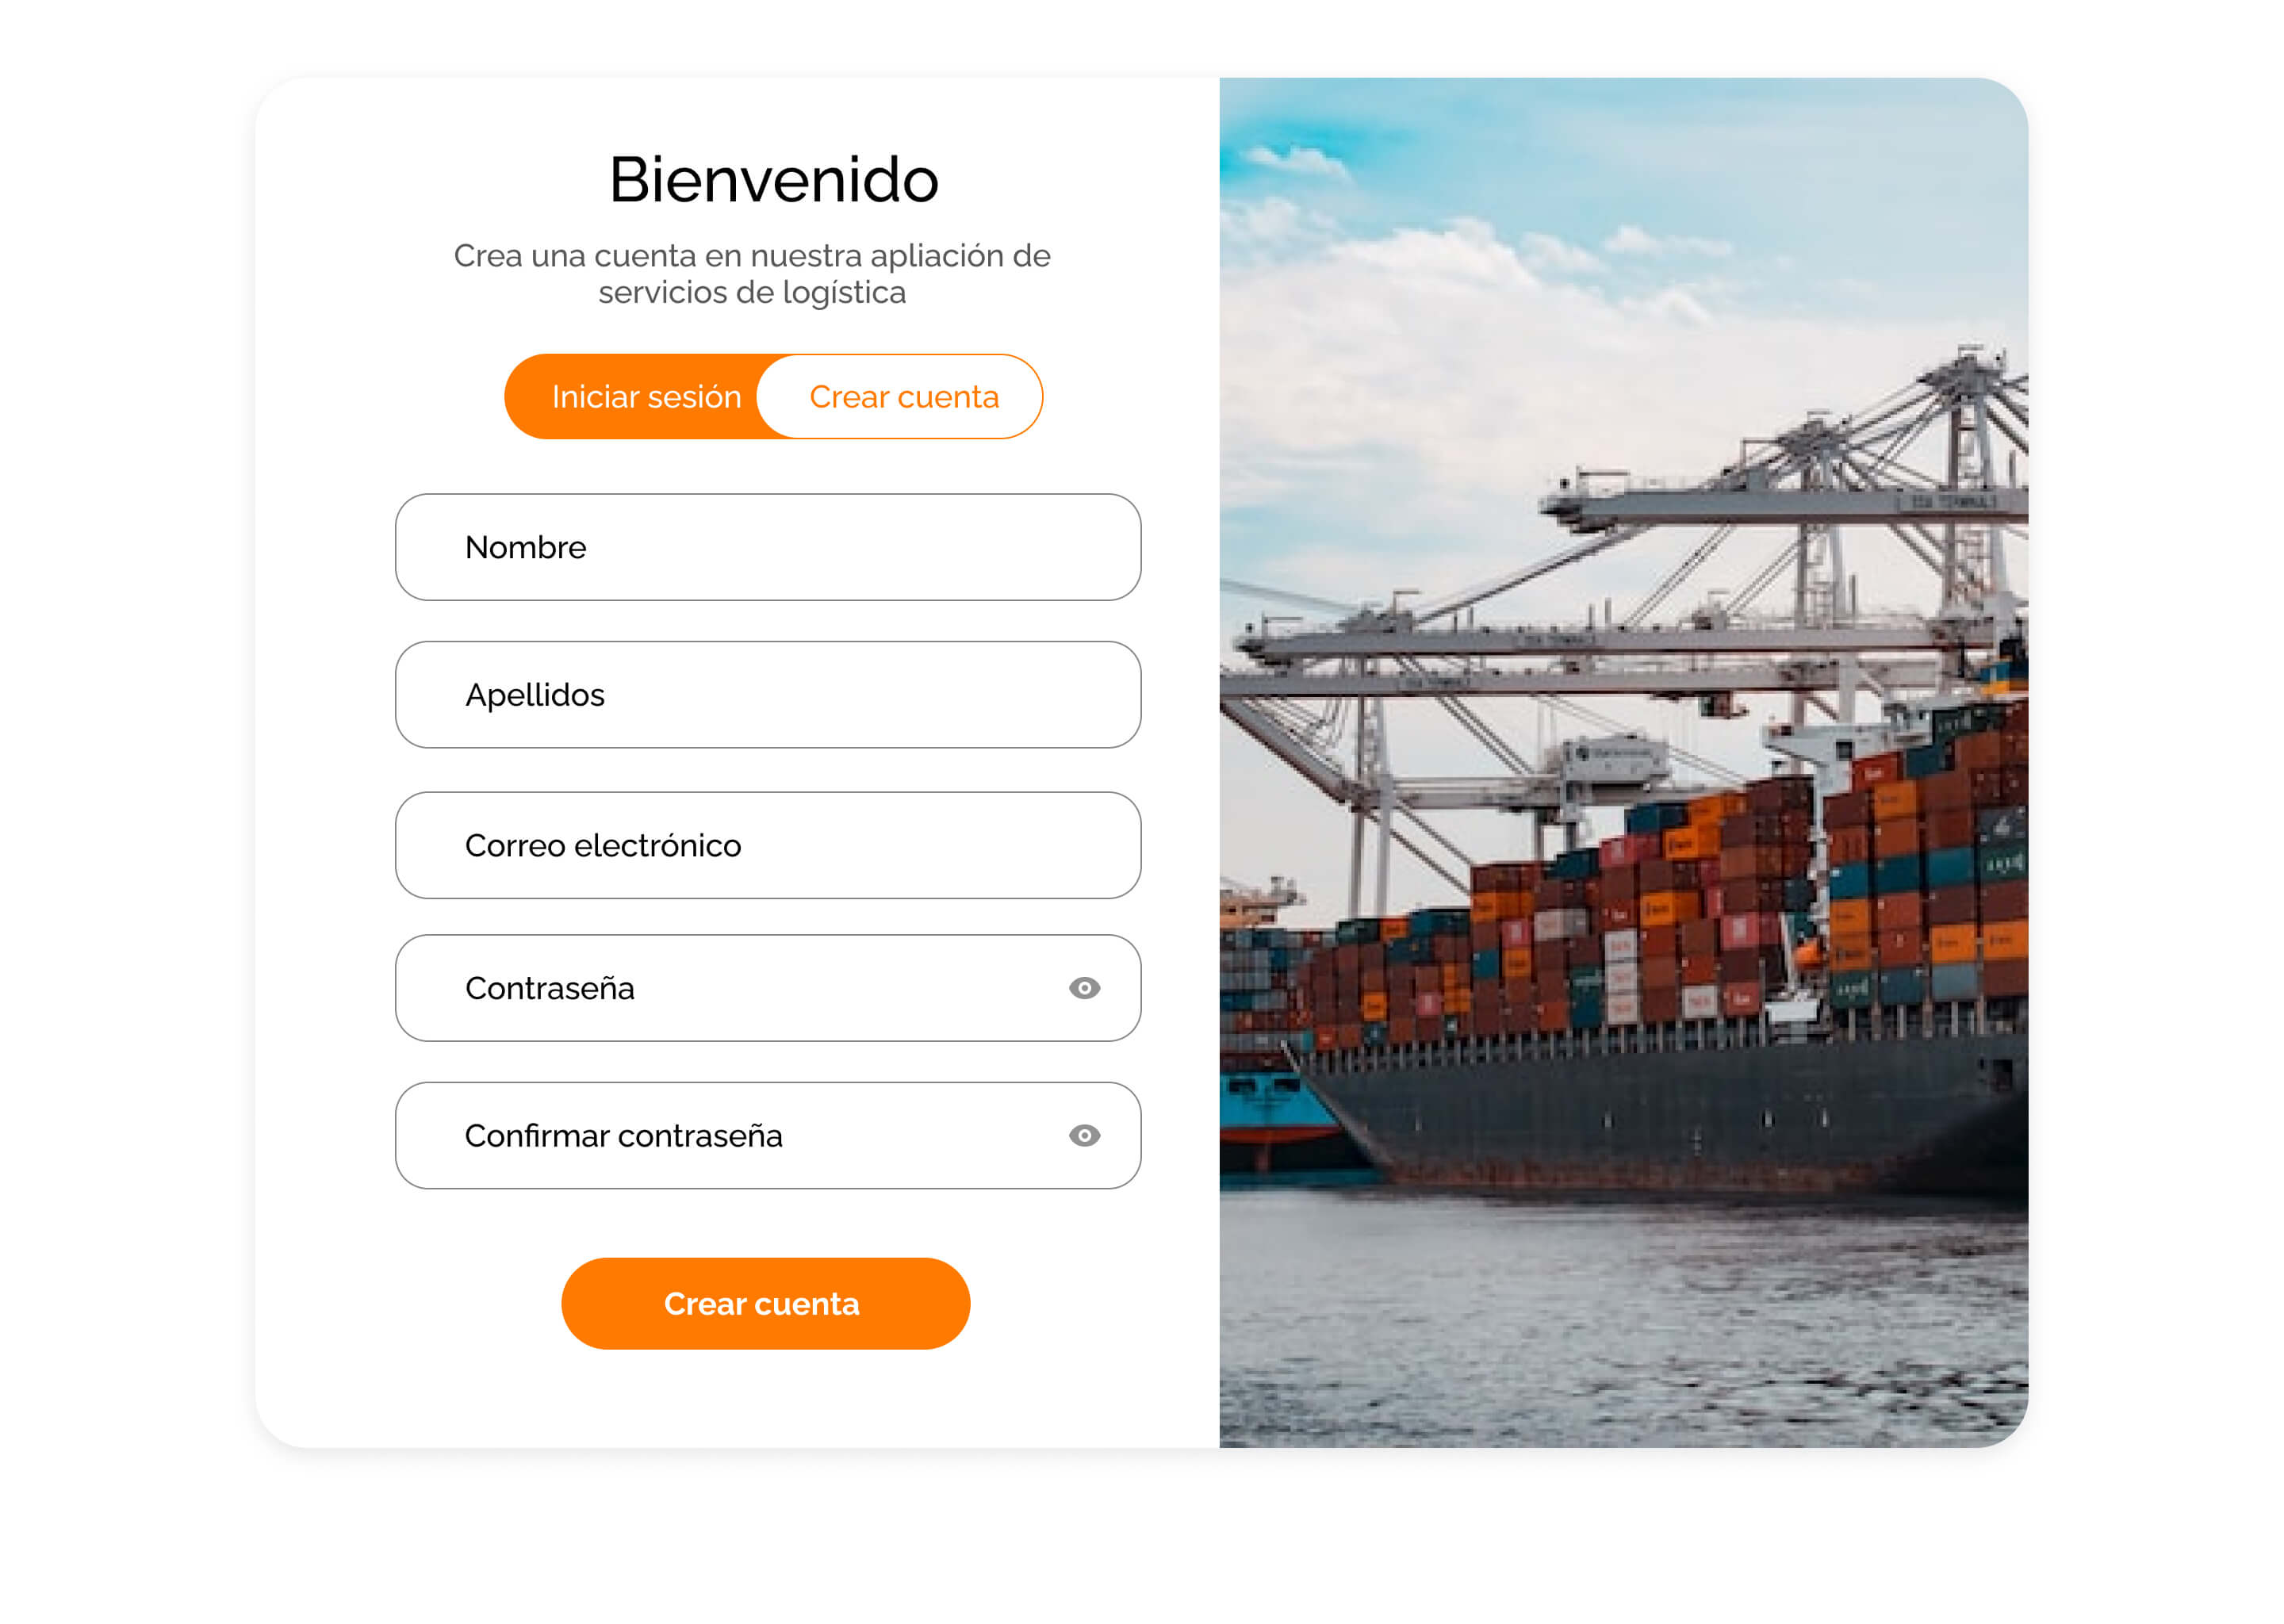 Bienvenido
Crea una cuenta en nuestra apliación de
servicios de logística
Iniciar sesión
Crear cuenta
Nombre
Apellidos
Correo electrónico
Contraseña
Confirmar contraseña
Crear cuenta